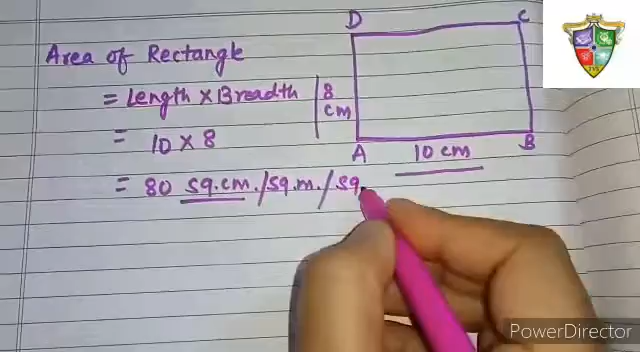 D
C
Area of Rectangle
= Length × Breadth
8
cm
= 10 × 8
A
10 cm
B
= 80 sq.cm./sq.m./sq.
PowerDirector